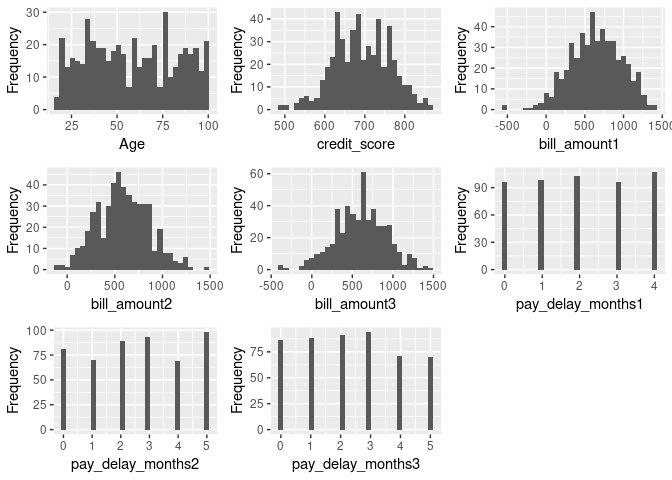 Frequency
30
20
10
0
25 50 75 100
Age
Frequency
40
30
20
10
0
500 600 700 800
credit_score
Frequency
40
30
20
10
0
-500 0 500 1000 1500
bill_amount1
Frequency
40
30
20
10
0
0 500 1000 1500
bill_amount2
Frequency
60
40
20
0
-500 0 500 1000 1500
bill_amount3
Frequency
90
60
30
0
0 1 2 3 4
pay_delay_months1
Frequency
100
75
50
25
0
0 1 2 3 4 5
pay_delay_months2
Frequency
75
50
25
0
0 1 2 3 4 5
pay_delay_months3